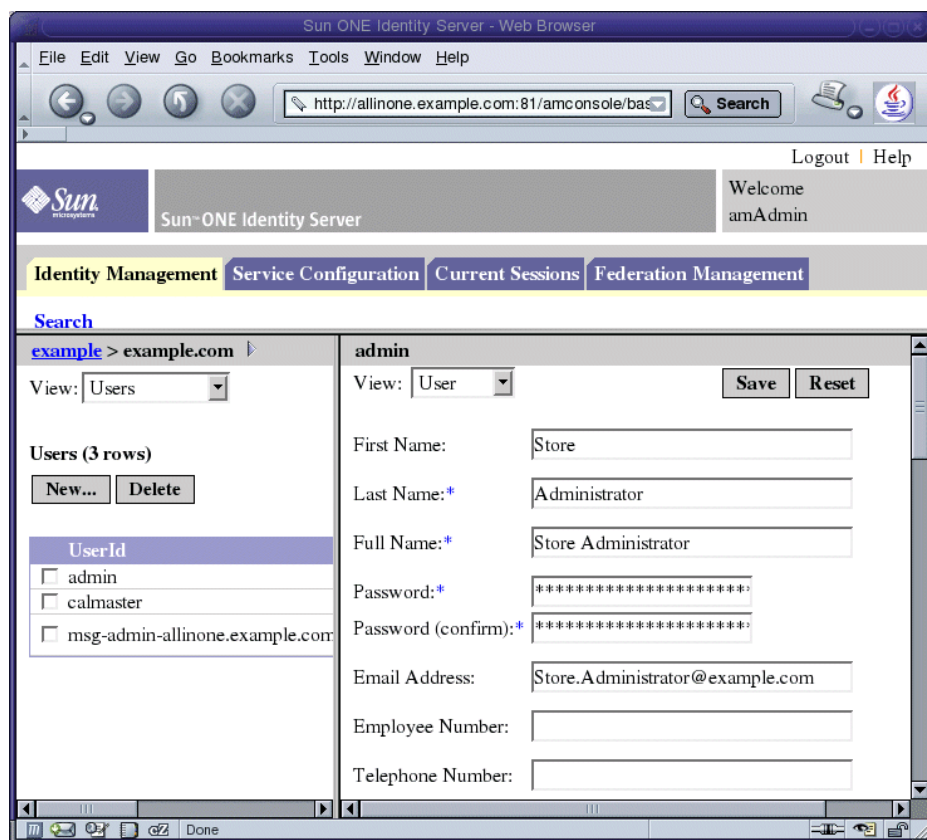 Sun ONE Identity Server - Web Browser
File Edit View Go Bookmarks Tools Window Help
http://allinone.example.com:81/amconsole/bas
Search
Logout | Help
Sun
microsystems
Sun™ ONE Identity Server
Welcome
amAdmin
Identity Management Service Configuration Current Sessions Federation Management
Search
example > example.com
View: Users
Users (3 rows)
New... Delete
UserId
admin
calmaster
msg-admin-allinone.example.com
admin
View: User Save Reset
First Name: Store
Last Name:* Administrator
Full Name:* Store Administrator
Password:* **********************
Password (confirm):* **********************
Email Address: Store.Administrator@example.com
Employee Number:
Telephone Number:
Done